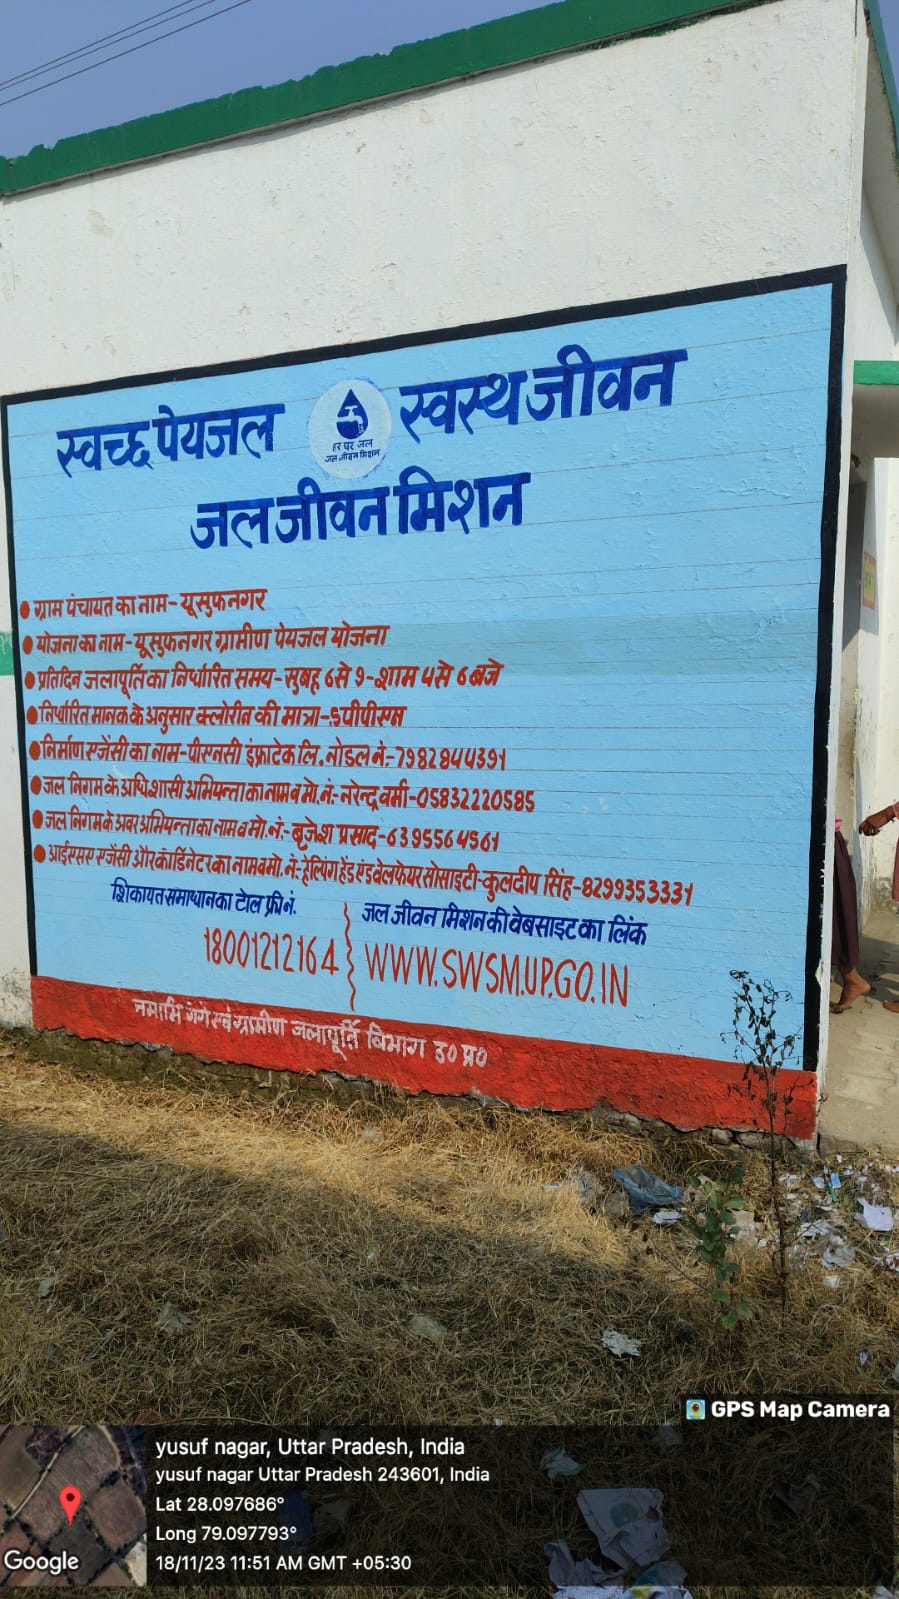 स्वच्छ पेयजल स्वस्थ जीवन
हर घर जल
जल जीवन मिशन
जल जीवन मिशन
• ग्राम पंचायत का नाम - यूसुफनगर
• योजना का नाम - यूसुफनगर ग्रामीण पेयजल योजना
• प्रतिदिन जलापूर्ति का निर्धारित समय - सुबह 6 से 9 - शाम 4 से 6 बजे
• निर्धारित मानक के अनुसार क्लोरीन की मात्रा - .5 पीपीएम
• निर्माण एजेंसी का नाम - पीएनसी इंफ्राटेक लि. नोडल नं:- 7982844391
• जल निगम के अधिशासी अभियन्ता का नाम व मो. नं:- नरेन्द्र वर्मा - 05832220585
• जल निगम के अवर अभियन्ता का नाम व मो. नं:- बृजेश प्रसाद - 6395564561
• आईएसए एजेंसी और कॉर्डिनेटर का नाम व मो. नं:- हेल्पिंग हैंड एंड वेलफेयर सोसाइटी - कुलदीप सिंह - 8299353331
शिकायत समाधान का टोल फ्री नं.
18001212164
जल जीवन मिशन की वेबसाइट का लिंक
WWW.SWSM.UP.GO.IN
नमामि गंगे एवं ग्रामीण जलापूर्ति विभाग उ० प्र०
GPS Map Camera
yusuf nagar, Uttar Pradesh, India
yusuf nagar Uttar Pradesh 243601, India
Lat 28.097686°
Long 79.097793°
18/11/23 11:51 AM GMT +05:30
Google